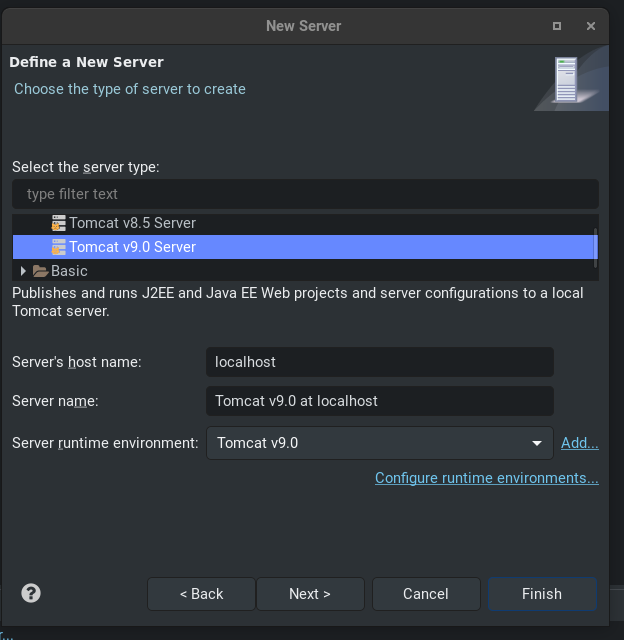 New Server
Define a New Server
Choose the type of server to create
Select the server type:
type filter text
Tomcat v8.5 Server
Tomcat v9.0 Server
Basic
Publishes and runs J2EE and Java EE Web projects and server configurations to a local
Tomcat server.
Server's host name: localhost
Server name: Tomcat v9.0 at localhost
Server runtime environment: Tomcat v9.0 Add...
Configure runtime environments...
? < Back Next > Cancel Finish
r...